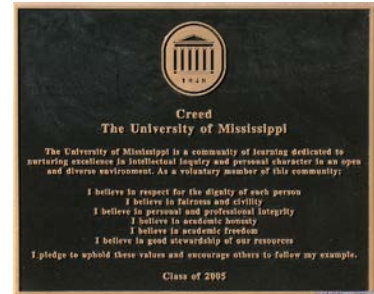 1848
Creed
The University of Mississippi
The University of Mississippi is a community of learning dedicated to
nurturing excellence in intellectual inquiry and personal character in an open
and diverse environment. As a voluntary member of this community:
I believe in respect for the dignity of each person
I believe in fairness and civility
I believe in personal and professional integrity
I believe in academic honesty
I believe in academic freedom
I believe in good stewardship of our resources
I pledge to uphold these values and encourage others to follow my example.
Class of 2005